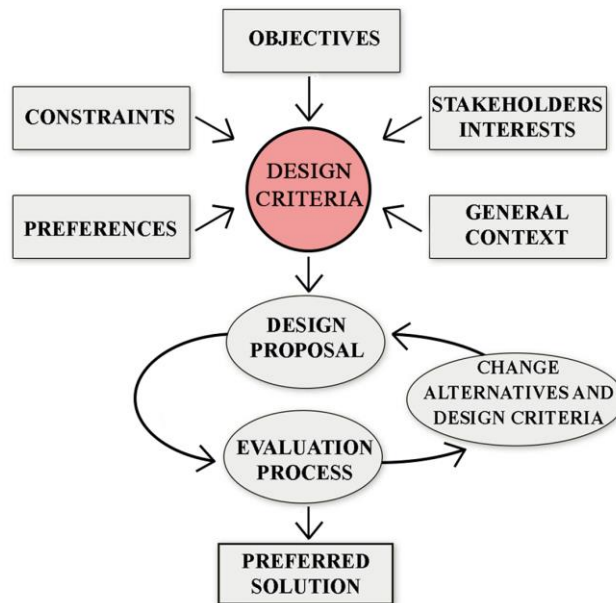 OBJECTIVES
CONSTRAINTS
STAKEHOLDERS
INTERESTS
DESIGN
CRITERIA
PREFERENCES
GENERAL
CONTEXT
DESIGN
PROPOSAL
CHANGE
ALTERNATIVES AND
DESIGN CRITERIA
EVALUATION
PROCESS
PREFERRED
SOLUTION